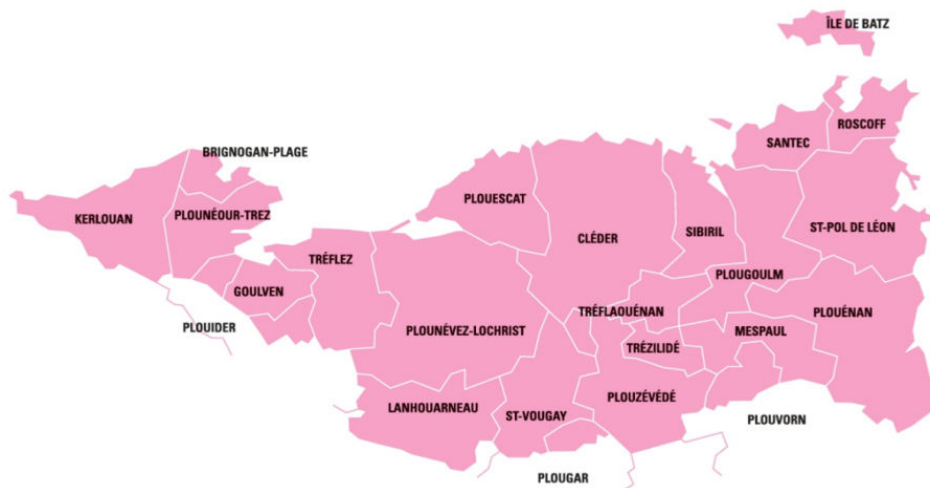 ÎLE DE BATZ
ROSCOFF
SANTEC
BRIGNOGAN-PLAGE
PLOUESCAT
KERLOUAN
PLOUNÉOUR-TREZ
ST-POL DE LÉON
CLÉDER
SIBIRIL
TRÉFLEZ
PLOUGOULM
GOULVEN
TRÉFLAOUÉNAN
PLOUÉNAN
PLOUIDER
PLOUNÉVEZ-LOCHRIST
MESPAUL
TRÉZILIDÉ
PLOUZÉVÉDÉ
LANHOUARNEAU
ST-VOUGAY
PLOUVORN
PLOUGAR